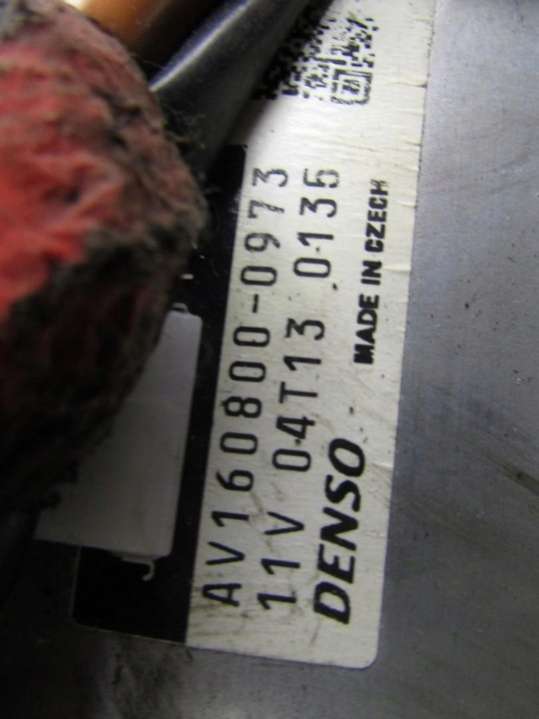 AV160800-0973
11V 04T13 .0136
DENSO MADE IN CZECH